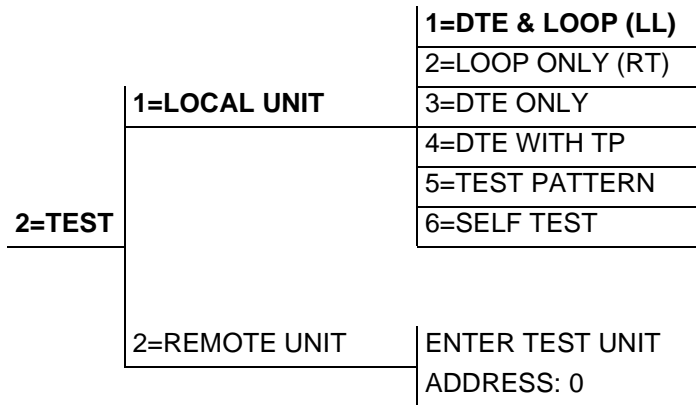 1=DTE & LOOP (LL)
2=LOOP ONLY (RT)
1=LOCAL UNIT
3=DTE ONLY
4=DTE WITH TP
5=TEST PATTERN
2=TEST
6=SELF TEST
2=REMOTE UNIT
ENTER TEST UNIT
ADDRESS: 0